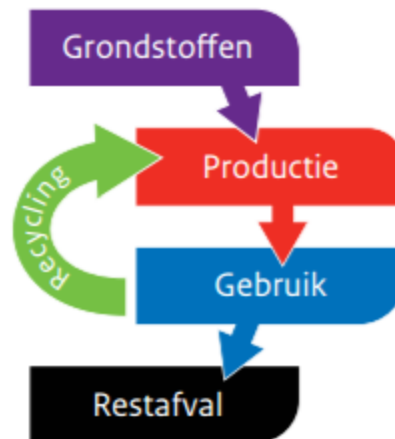 Grondstoffen
Productie
Recycling
Gebruik
Restafval